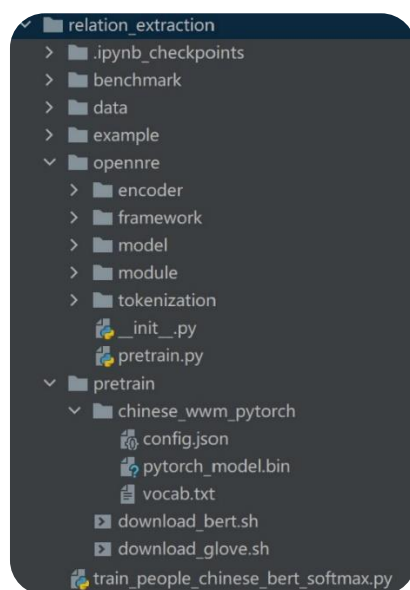 relation_extraction
.ipynb_checkpoints
benchmark
data
example
opennre
encoder
framework
model
module
tokenization
__init__.py
pretrain.py
pretrain
chinese_wwm_pytorch
config.json
pytorch_model.bin
vocab.txt
download_bert.sh
download_glove.sh
train_people_chinese_bert_softmax.py